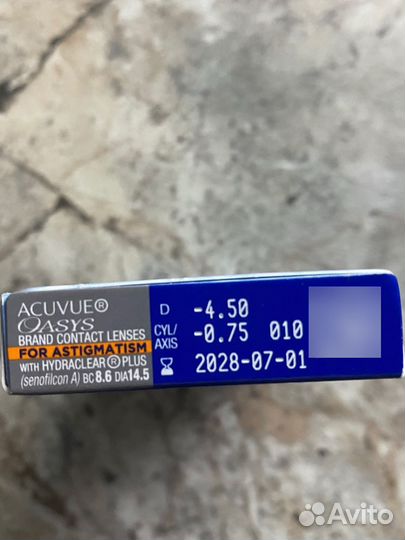 ACUVUE®
OASYS
BRAND CONTACT LENSES
FOR ASTIGMATISM
WITH HYDRACLEAR® PLUS
(senofilcon A) BC 8.6 DIA 14.5
D -4.50
CYL/AXIS -0.75 010
2028-07-01
Avito